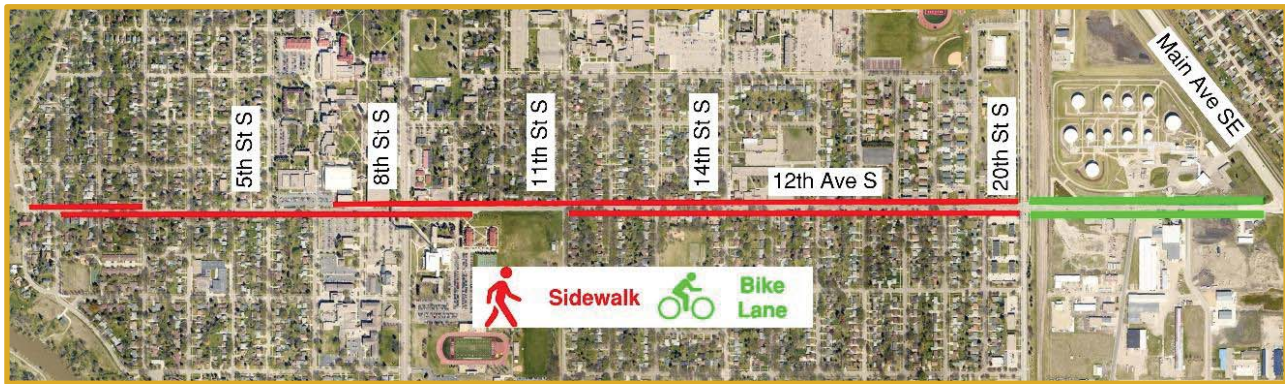 5th St S
8th St S
11th St S
14th St S
12th Ave S
20th St S
Main Ave SE
Sidewalk
Bike
Lane